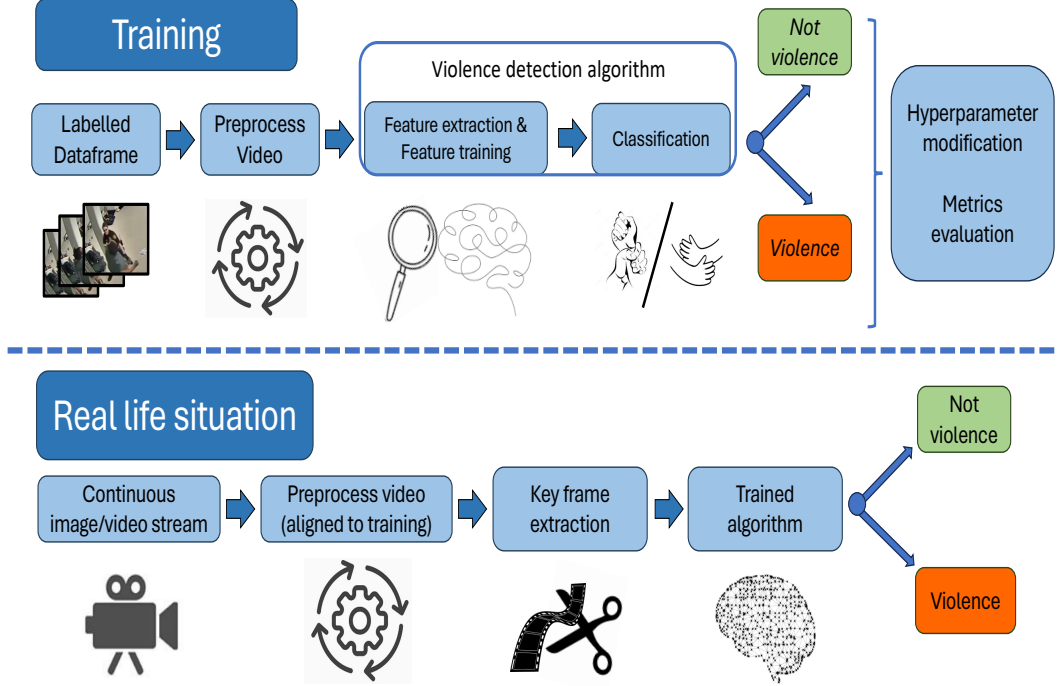 Training
Not
violence
Violence detection algorithm
Labelled
Dataframe
Preprocess
Video
Feature extraction &
Feature training
Classification
Violence
Hyperparameter
modification
Metrics
evaluation
Real life situation
Not
violence
Continuous
image/video stream
Preprocess video
(aligned to training)
Key frame
extraction
Trained
algorithm
Violence